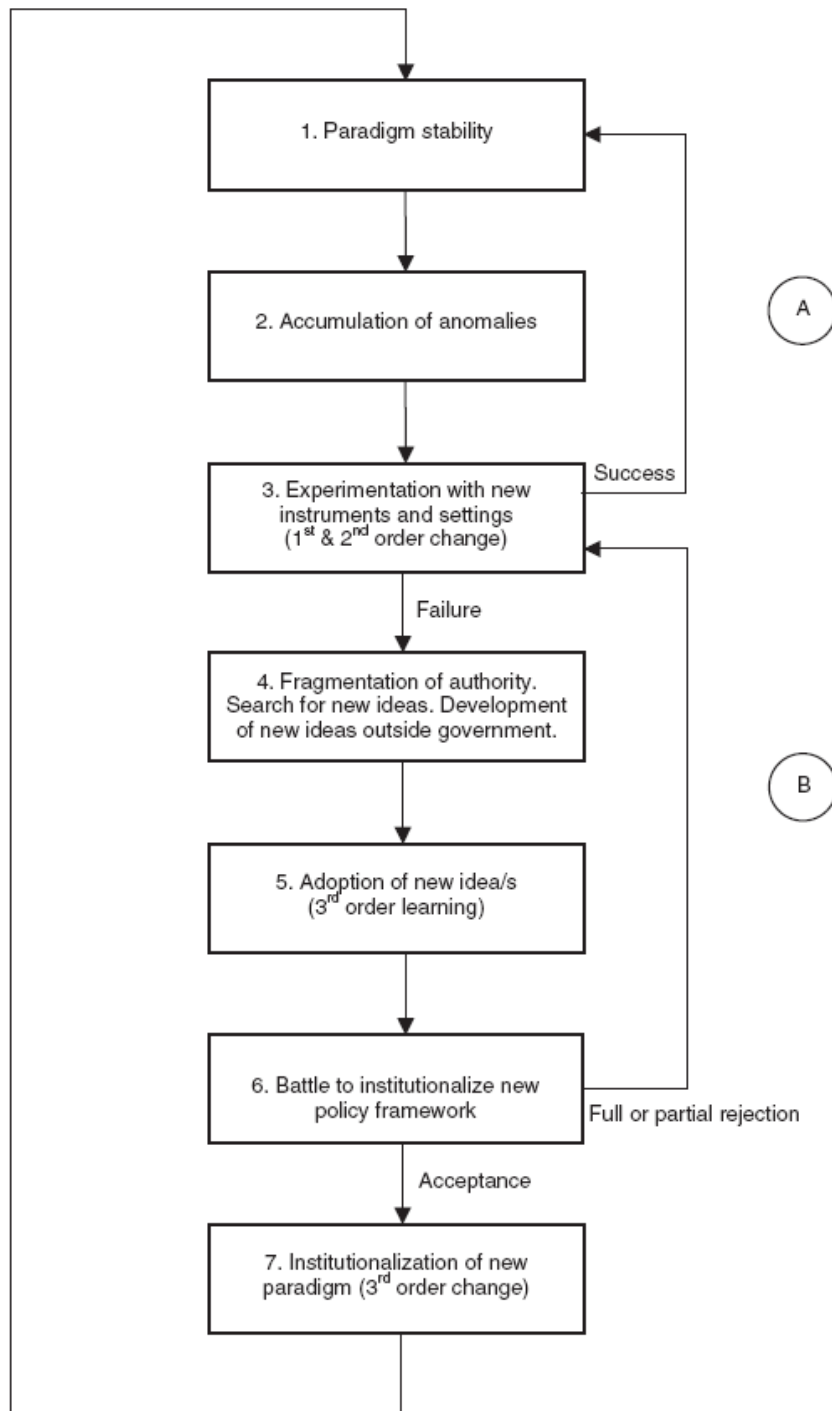 1. Paradigm stability
A
2. Accumulation of anomalies
Success
3. Experimentation with new
instruments and settings
(1st & 2nd order change)
Failure
4. Fragmentation of authority.
Search for new ideas. Development
of new ideas outside government.
B
5. Adoption of new idea/s
(3rd order learning)
6. Battle to institutionalize new
policy framework
Full or partial rejection
Acceptance
7. Institutionalization of new
paradigm (3rd order change)